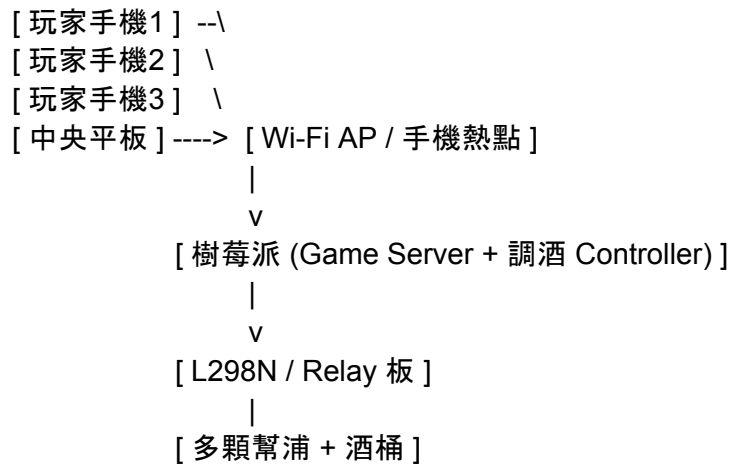 [ 玩家手機1 ] --\
[ 玩家手機2 ] \
[ 玩家手機3 ] \
[ 中央平板 ] ----> [ Wi-Fi AP / 手機熱點 ]
|
v
[ 樹莓派 (Game Server + 調酒 Controller) ]
|
v
[ L298N / Relay 板 ]
|
[ 多顆幫浦 + 酒桶 ]